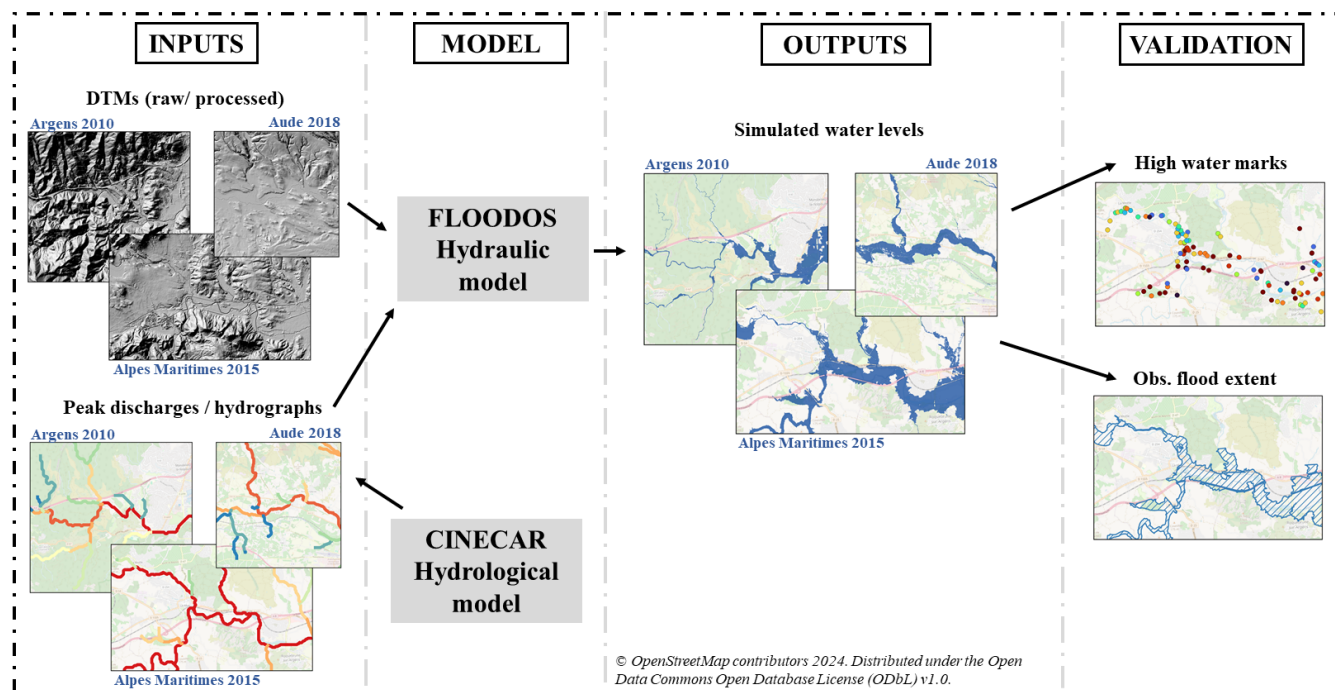 INPUTS
MODEL
OUTPUTS
VALIDATION
DTMs (raw/ processed)
Argens 2010
Aude 2018
Alpes Maritimes 2015
Peak discharges / hydrographs
Argens 2010
Aude 2018
Alpes Maritimes 2015
FLOODOS
Hydraulic
model
CINECAR
Hydrological
model
Simulated water levels
Argens 2010
Aude 2018
Alpes Maritimes 2015
High water marks
Obs. flood extent
© OpenStreetMap contributors 2024. Distributed under the Open
Data Commons Open Database License (ODbL) v1.0.